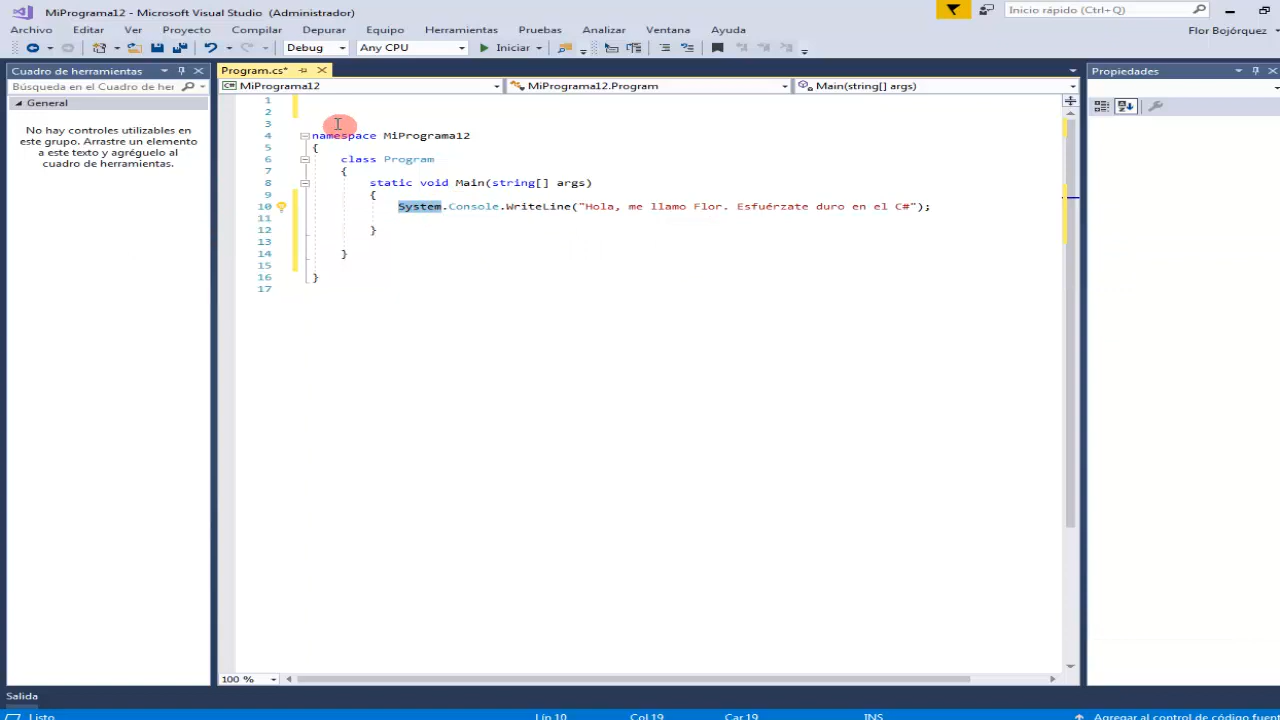 MiPrograma12 - Microsoft Visual Studio (Administrador)
Inicio rápido (Ctrl+Q)
Archivo Editar Ver Proyecto Compilar Depurar Equipo Herramientas Pruebas Analizar Ventana Ayuda
Flor Bojórquez
Debug Any CPU Iniciar
Cuadro de herramientas
Búsqueda en el Cuadro de her
General
No hay controles utilizables en
este grupo. Arrastre un elemento
a este texto y agréguelo al
cuadro de herramientas.
Program.cs*
MiPrograma12 MiPrograma12.Program Main(string[] args)
1
2
3
4 namespace MiPrograma12
5 {
6 class Program
7 {
8 static void Main(string[] args)
9 {
10 System.Console.WriteLine("Hola, me llamo Flor. Esfuérzate duro en el C#");
11
12 }
13
14 }
15
16 }
17
100 %
Propiedades
Salida
Listo Lín 10 Col 19 Car 19 INS Agregar al control de código fuent